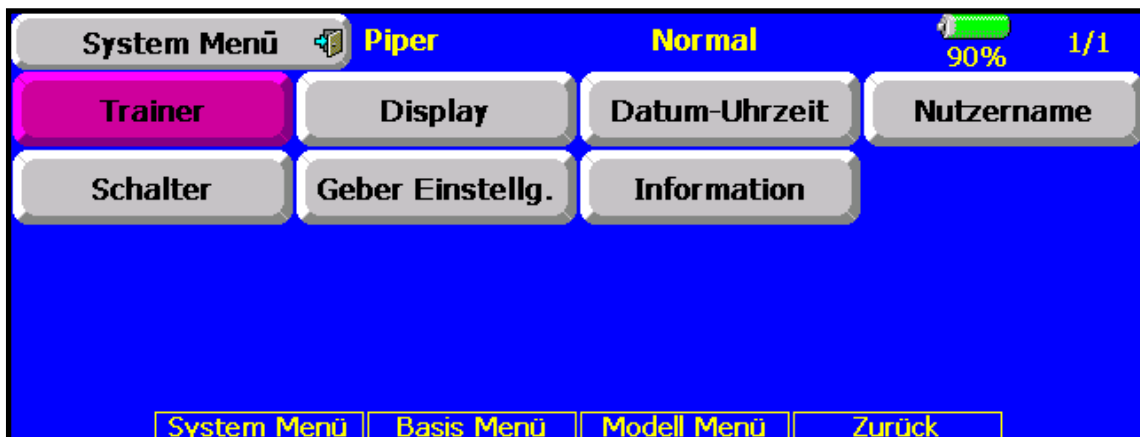 System Menü Piper Normal 90% 1/1
Trainer Display Datum-Uhrzeit Nutzername
Schalter Geber Einstellg. Information
System Menü Basis Menü Modell Menü Zurück